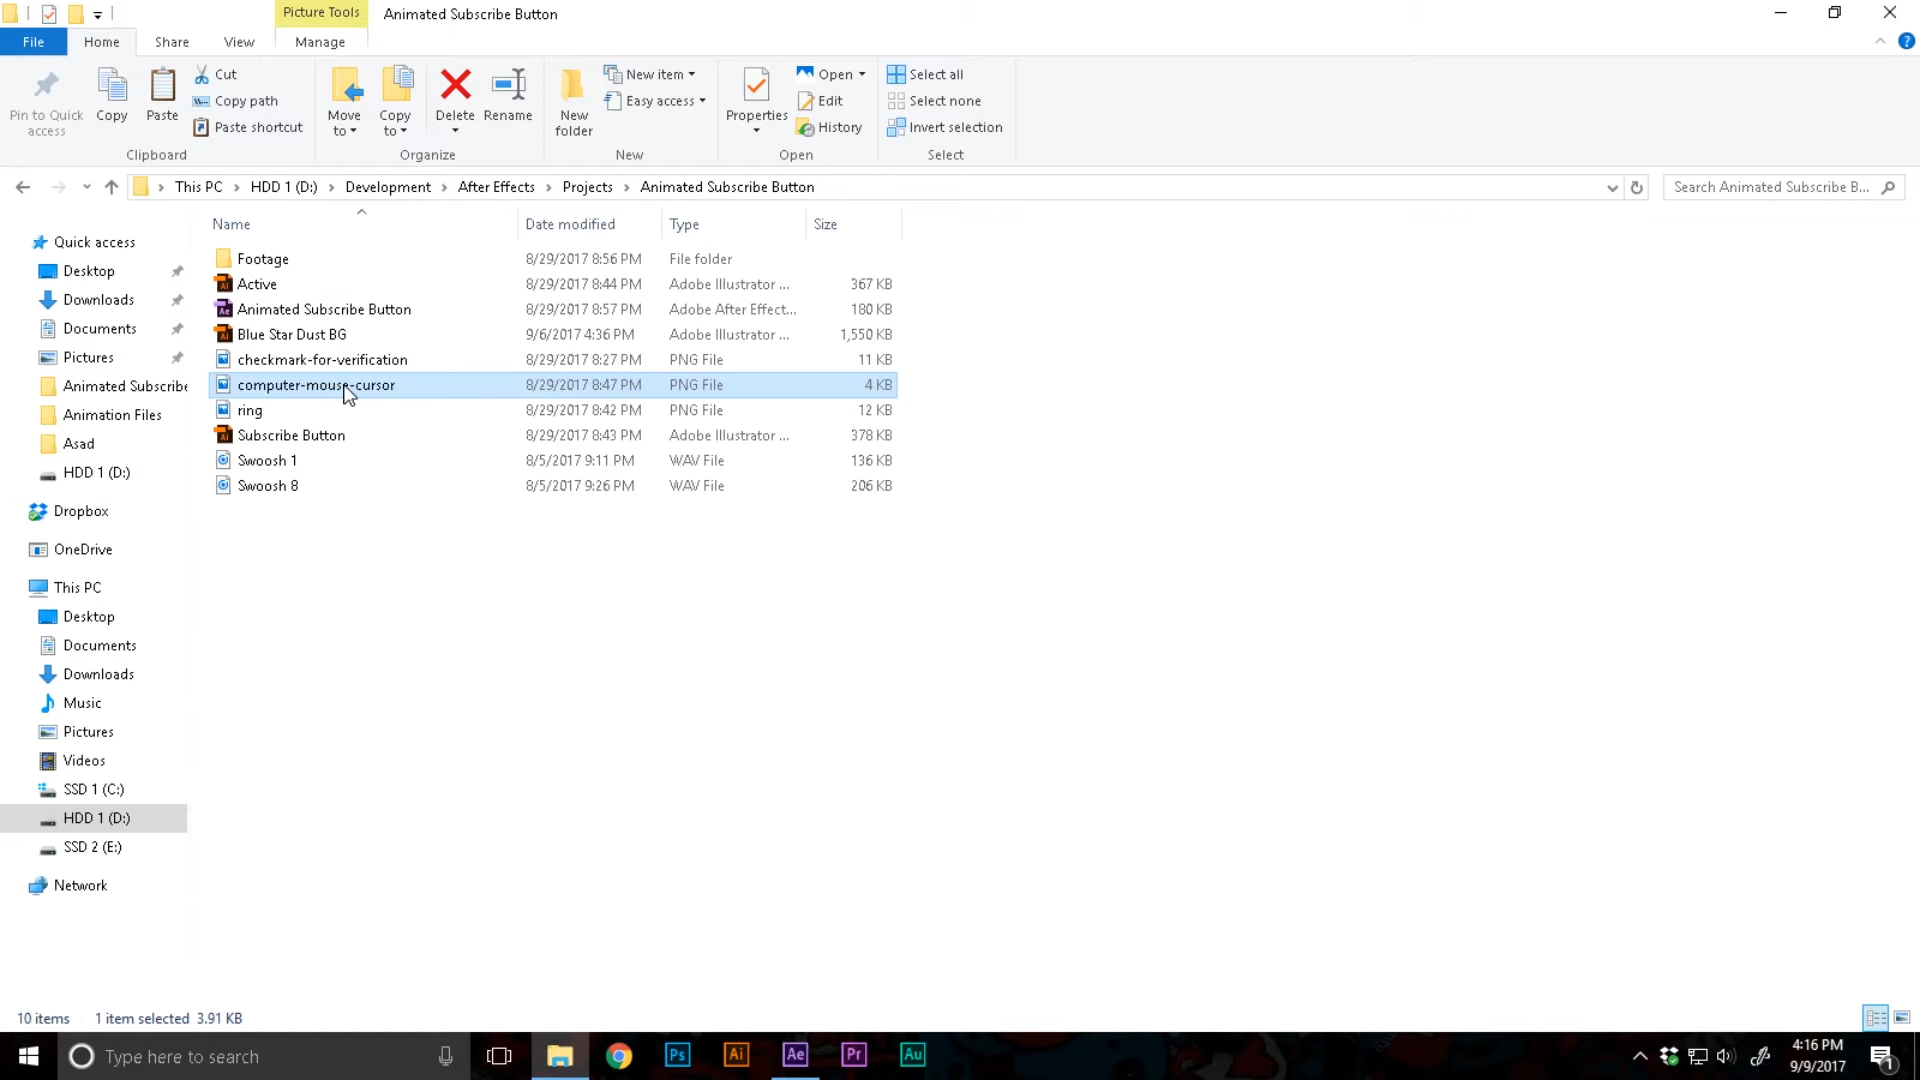 Picture Tools
Animated Subscribe Button
File
Home
Share
View
Manage
Pin to Quick access
Copy
Paste
Cut
Copy path
Paste shortcut
Clipboard
Move to
Copy to
Delete
Rename
Organize
New folder
New item
Easy access
New
Properties
Open
Edit
History
Open
Select all
Select none
Invert selection
Select
This PC > HDD 1 (D:) > Development > After Effects > Projects > Animated Subscribe Button
Search Animated Subscribe B...
Name Date modified Type Size
Footage 8/29/2017 8:56 PM File folder
Active 8/29/2017 8:44 PM Adobe Illustrator ... 367 KB
Animated Subscribe Button 8/29/2017 8:57 PM Adobe After Effect... 180 KB
Blue Star Dust BG 9/6/2017 4:36 PM Adobe Illustrator ... 1,550 KB
checkmark-for-verification 8/29/2017 8:27 PM PNG File 11 KB
computer-mouse-cursor 8/29/2017 8:47 PM PNG File 4 KB
ring 8/29/2017 8:42 PM PNG File 12 KB
Subscribe Button 8/29/2017 8:43 PM Adobe Illustrator ... 378 KB
Swoosh 1 8/5/2017 9:11 PM WAV File 136 KB
Swoosh 8 8/5/2017 9:26 PM WAV File 206 KB
Quick access
Desktop
Downloads
Documents
Pictures
Animated Subscribe
Animation Files
Asad
HDD 1 (D:)
Dropbox
OneDrive
This PC
Desktop
Documents
Downloads
Music
Pictures
Videos
SSD 1 (C:)
HDD 1 (D:)
SSD 2 (E:)
Network
10 items 1 item selected 3.91 KB
Type here to search
Ps
Ai
Ae
Pr
Au
4:16 PM
9/9/2017
1